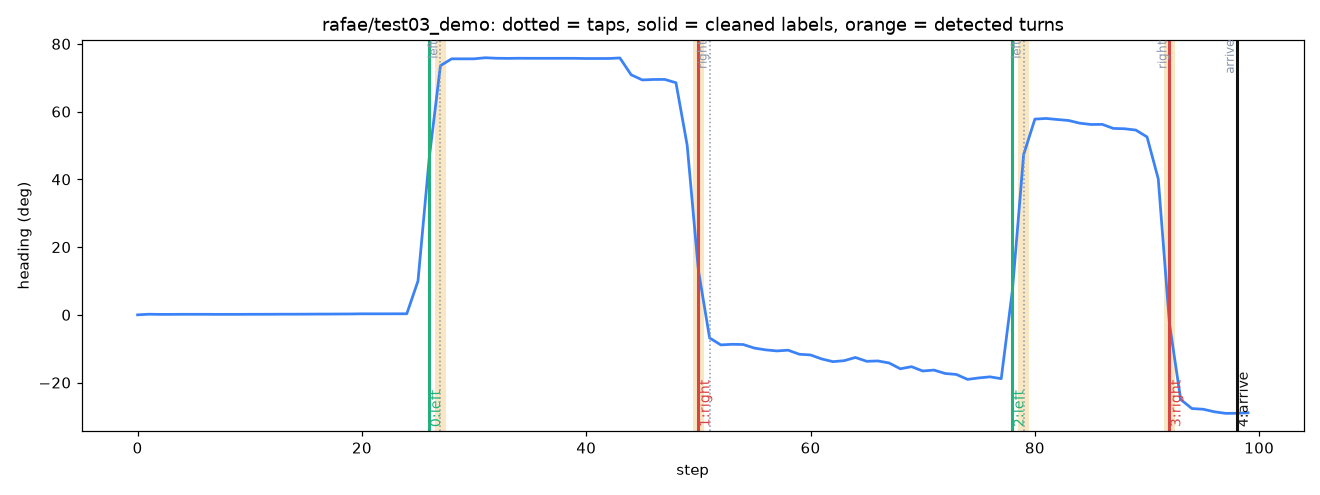 rafae/test03_demo: dotted = taps, solid = cleaned labels, orange = detected turns
heading (deg)
80
60
40
20
0
−20
left
right
left
right
arrive
0:left
1:right
2:left
3:right
4:arrive
0
20
40
60
80
100
step